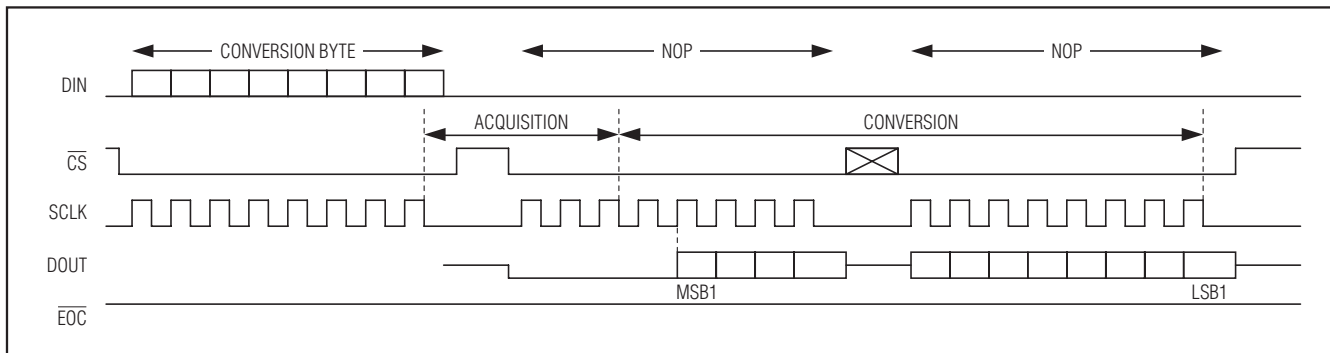 CONVERSION BYTE
NOP
NOP
DIN
ACQUISITION
CONVERSION
CS
SCLK
DOUT
MSB1
LSB1
EOC